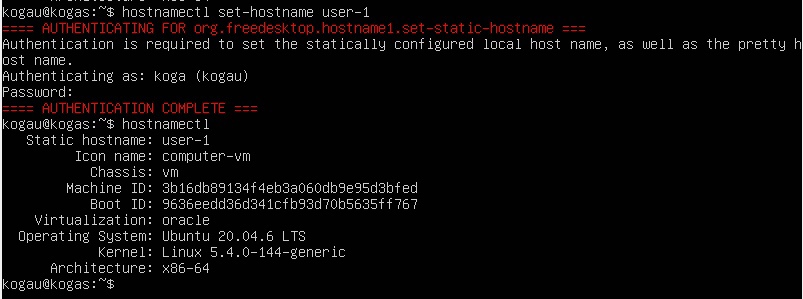 kogau@kogas:~$ hostnamectl set-hostname user-1
==== AUTHENTICATING FOR org.freedesktop.hostname1.set-static-hostname ===
Authentication is required to set the statically configured local host name, as well as the pretty h
ost name.
Authenticating as: koga (kogau)
Password:
==== AUTHENTICATION COMPLETE ===
kogau@kogas:~$ hostnamectl
Static hostname: user-1
Icon name: computer-vm
Chassis: vm
Machine ID: 3b16db89134f4eb3a060db9e95d3bfed
Boot ID: 9636eedd36d341cfb93d70b5635ff767
Virtualization: oracle
Operating System: Ubuntu 20.04.6 LTS
Kernel: Linux 5.4.0-144-generic
Architecture: x86-64
kogau@kogas:~$